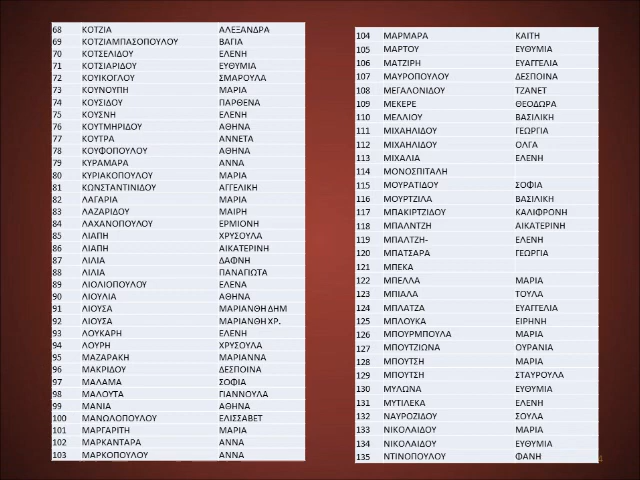 68 ΚΟΤΖΙΑ ΑΛΕΞΑΝΔΡΑ
69 ΚΟΤΖΙΑΜΠΑΣΟΠΟΥΛΟΥ ΒΑΓΙΑ
70 ΚΟΤΣΕΛΙΔΟΥ ΕΛΕΝΗ
71 ΚΟΤΣΙΑΡΙΔΟΥ ΕΥΘΥΜΙΑ
72 ΚΟΥΙΚΟΓΛΟΥ ΣΜΑΡΟΥΛΑ
73 ΚΟΥΝΟΥΠΗ ΜΑΡΙΑ
74 ΚΟΥΣΙΔΟΥ ΠΑΡΘΕΝΑ
75 ΚΟΥΣΝΗ ΕΛΕΝΗ
76 ΚΟΥΤΜΗΡΙΔΟΥ ΑΘΗΝΑ
77 ΚΟΥΤΡΑ ΑΝΝΕΤΑ
78 ΚΟΥΦΟΠΟΥΛΟΥ ΑΘΗΝΑ
79 ΚΥΡΑΜΑΡΑ ΑΝΝΑ
80 ΚΥΡΙΑΚΟΠΟΥΛΟΥ ΜΑΡΙΑ
81 ΚΩΝΣΤΑΝΤΙΝΙΔΟΥ ΑΓΓΕΛΙΚΗ
82 ΛΑΓΑΡΙΑ ΜΑΡΙΑ
83 ΛΑΖΑΡΙΔΟΥ ΜΑΙΡΗ
84 ΛΑΧΑΝΟΠΟΥΛΟΥ ΕΡΜΙΟΝΗ
85 ΛΙΑΠΗ ΧΡΥΣΟΥΛΑ
86 ΛΙΑΠΗ ΑΙΚΑΤΕΡΙΝΗ
87 ΛΙΛΙΑ ΔΑΦΝΗ
88 ΛΙΛΙΑ ΠΑΝΑΓΙΩΤΑ
89 ΛΙΟΛΙΟΠΟΥΛΟΥ ΕΛΕΝΑ
90 ΛΙΟΥΛΙΑ ΑΘΗΝΑ
91 ΛΙΟΥΣΑ ΜΑΡΙΑΝΘΗ ΔΗΜ
92 ΛΙΟΥΣΑ ΜΑΡΙΑΝΘΗ ΧΡ.
93 ΛΟΥΚΑΡΗ ΕΛΕΝΗ
94 ΛΟΥΡΗ ΧΡΥΣΟΥΛΑ
95 ΜΑΖΑΡΑΚΗ ΜΑΡΙΑΝΝΑ
96 ΜΑΚΡΙΔΟΥ ΔΕΣΠΟΙΝΑ
97 ΜΑΛΑΜΑ ΣΟΦΙΑ
98 ΜΑΛΟΥΤΑ ΓΙΑΝΝΟΥΛΑ
99 ΜΑΝΙΑ ΑΘΗΝΑ
100 ΜΑΝΩΛΟΠΟΥΛΟΥ ΕΛΙΣΣΑΒΕΤ
101 ΜΑΡΓΑΡΙΤΗ ΜΑΡΙΑ
102 ΜΑΡΚΑΝΤΑΡΑ ΑΝΝΑ
103 ΜΑΡΚΟΠΟΥΛΟΥ ΑΝΝΑ
104 ΜΑΡΜΑΡΑ ΚΑΙΤΗ
105 ΜΑΡΤΟΥ ΕΥΘΥΜΙΑ
106 ΜΑΤΖΙΡΗ ΕΥΑΓΓΕΛΙΑ
107 ΜΑΥΡΟΠΟΥΛΟΥ ΔΕΣΠΟΙΝΑ
108 ΜΕΓΑΛΟΝΙΔΟΥ ΤΖΑΝΕΤ
109 ΜΕΚΕΡΕ ΘΕΟΔΩΡΑ
110 ΜΕΛΛΙΟΥ ΒΑΣΙΛΙΚΗ
111 ΜΙΧΑΗΛΙΔΟΥ ΓΕΩΡΓΙΑ
112 ΜΙΧΑΗΛΙΔΟΥ ΟΛΓΑ
113 ΜΙΧΑΛΙΑ ΕΛΕΝΗ
114 ΜΟΝΟΣΠΙΤΑΛΗ
115 ΜΟΥΡΑΤΙΔΟΥ ΣΟΦΙΑ
116 ΜΟΥΡΤΖΙΛΑ ΒΑΣΙΛΙΚΗ
117 ΜΠΑΚΙΡΤΖΙΔΟΥ ΚΑΛΙΦΡΟΝΗ
118 ΜΠΑΛΝΤΖΗ ΑΙΚΑΤΕΡΙΝΗ
119 ΜΠΑΛΤΖΗ- ΕΛΕΝΗ
120 ΜΠΑΤΣΑΡΑ ΓΕΩΡΓΙΑ
121 ΜΠΕΚΑ
122 ΜΠΕΛΛΑ ΜΑΡΙΑ
123 ΜΠΙΑΛΑ ΤΟΥΛΑ
124 ΜΠΛΑΤΖΑ ΕΥΑΓΓΕΛΙΑ
125 ΜΠΛΟΥΚΑ ΕΙΡΗΝΗ
126 ΜΠΟΥΡΜΠΟΥΛΑ ΜΑΡΙΑ
127 ΜΠΟΥΤΖΙΩΝΑ ΟΥΡΑΝΙΑ
128 ΜΠΟΥΤΣΗ ΜΑΡΙΑ
129 ΜΠΟΥΤΣΗ ΣΤΑΥΡΟΥΛΑ
130 ΜΥΛΩΝΑ ΕΥΘΥΜΙΑ
131 ΜΥΤΙΛΕΚΑ ΕΛΕΝΗ
132 ΝΑΥΡΟΖΙΔΟΥ ΣΟΥΛΑ
133 ΝΙΚΟΛΑΙΔΟΥ ΜΑΡΙΑ
134 ΝΙΚΟΛΑΙΔΟΥ ΕΥΘΥΜΙΑ
135 ΝΤΙΝΟΠΟΥΛΟΥ ΦΑΝΗ